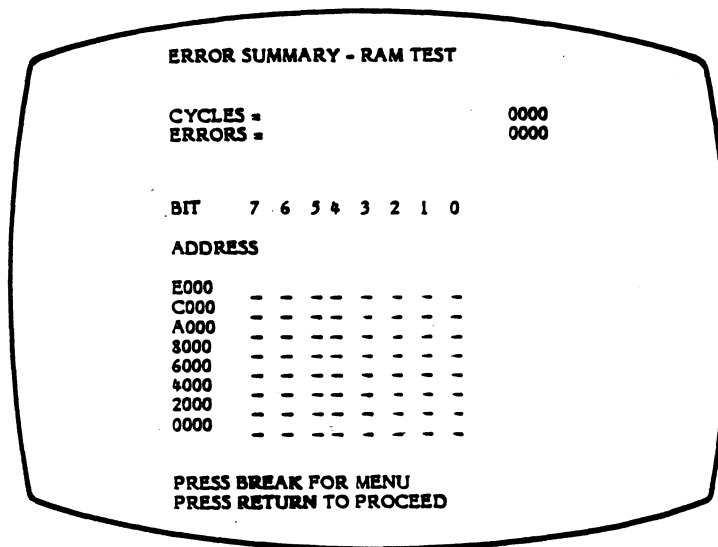 ERROR SUMMARY - RAM TEST
CYCLES = 0000
ERRORS = 0000
BIT 7 6 5 4 3 2 1 0
ADDRESS
E000 _ _ _ _ _ _ _ _
C000 _ _ _ _ _ _ _ _
A000 _ _ _ _ _ _ _ _
8000 _ _ _ _ _ _ _ _
6000 _ _ _ _ _ _ _ _
4000 _ _ _ _ _ _ _ _
2000 _ _ _ _ _ _ _ _
0000 _ _ _ _ _ _ _ _
PRESS BREAK FOR MENU
PRESS RETURN TO PROCEED